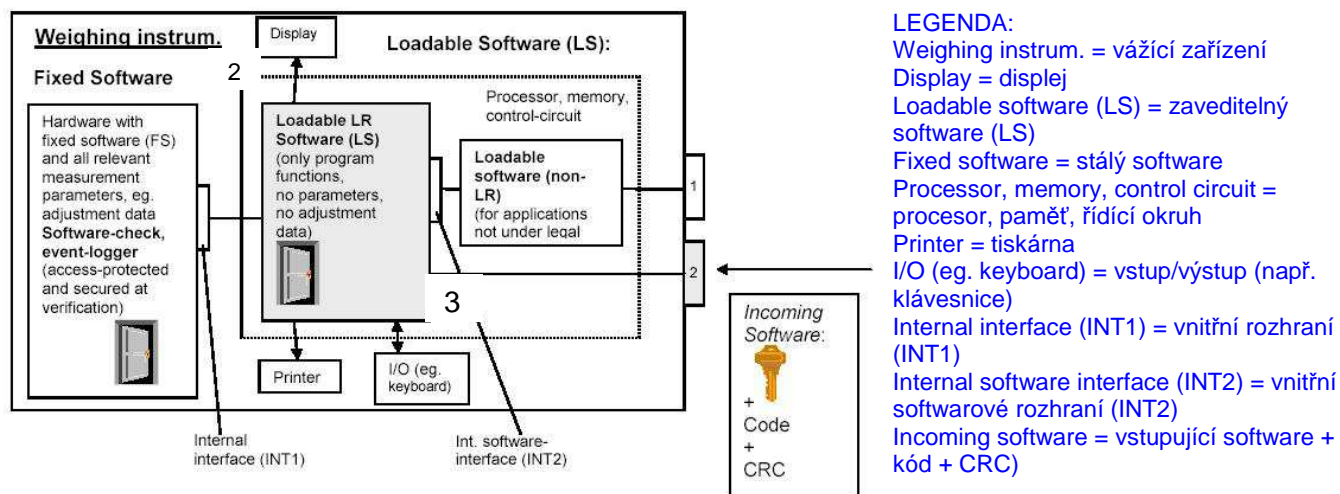 Weighing instrum.
Display
Loadable Software (LS):
Fixed Software
2
Hardware with
fixed software (FS)
and all relevant
measurement
parameters, eg.
adjustment data
Software-check,
event-logger
(access-protected
and secured at
verification)
Loadable LR
Software (LS)
(only program
functions,
no parameters,
no adjustment
data)
3
Processor, memory,
control-circuit
Loadable
software (non-
LR)
(for applications
not under legal
1
2
Printer
I/O (eg.
keyboard)
Internal
interface (INT1)
Int. software-
interface (INT2)
Incoming
Software:
+
Code
+
CRC
LEGENDA:
Weighing instrum. = vážící zařízení
Display = displej
Loadable software (LS) = zaveditelný
software (LS)
Fixed software = stálý software
Processor, memory, control circuit =
procesor, paměť, řídící okruh
Printer = tiskárna
I/O (eg. keyboard) = vstup/výstup (např.
klávesnice)
Internal interface (INT1) = vnitřní rozhraní
(INT1)
Internal software interface (INT2) = vnitřní
softwarové rozhraní (INT2)
Incoming software = vstupující software +
kód + CRC)